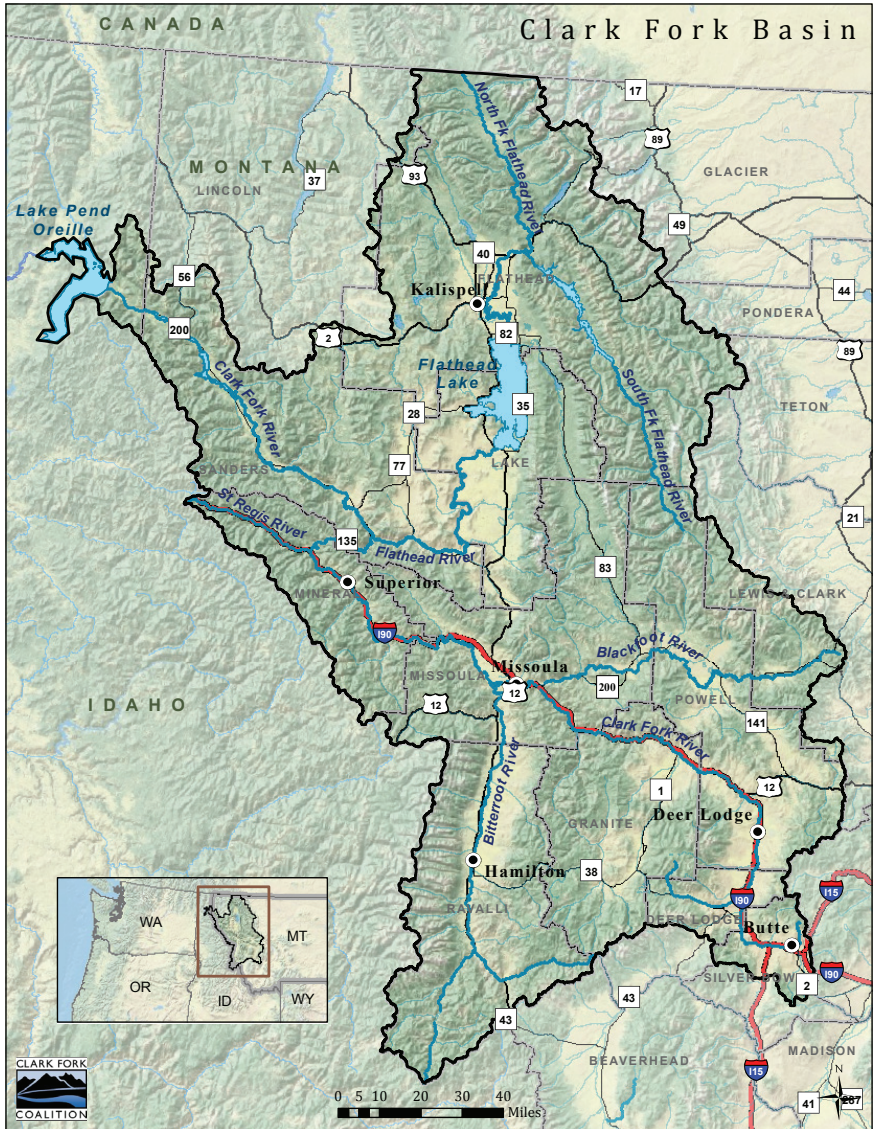 Clark Fork Basin
CANADA
17
89
North Fk Flathead River
MONTANA
93
GLACIER
37
LINCOLN
Lake Pend
Oreille
49
40
56
FLATHEAD
Kalispell
44
PONDERA
200
2
82
89
Flathead
Lake
Clark Fork River
South Fk Flathead River
35
TETON
28
LAKE
77
SANDERS
St Regis River
21
135
Flathead River
83
Superior
MINERAL
LEWIS & CLARK
I90
Blackfoot River
Missoula
MISSOULA
12
200
POWELL
IDAHO
12
141
Clark Fork River
Bitterroot River
1
12
Deer Lodge
GRANITE
Hamilton
38
I90
I15
RAVALLI
DEER LODGE
Butte
WA
MT
I90
SILVER BOW
2
OR
ID
WY
43
43
MADISON
BEAVERHEAD
I15
N
CLARK FORK
COALITION
0 5 10 20 30 40
Miles
41
287